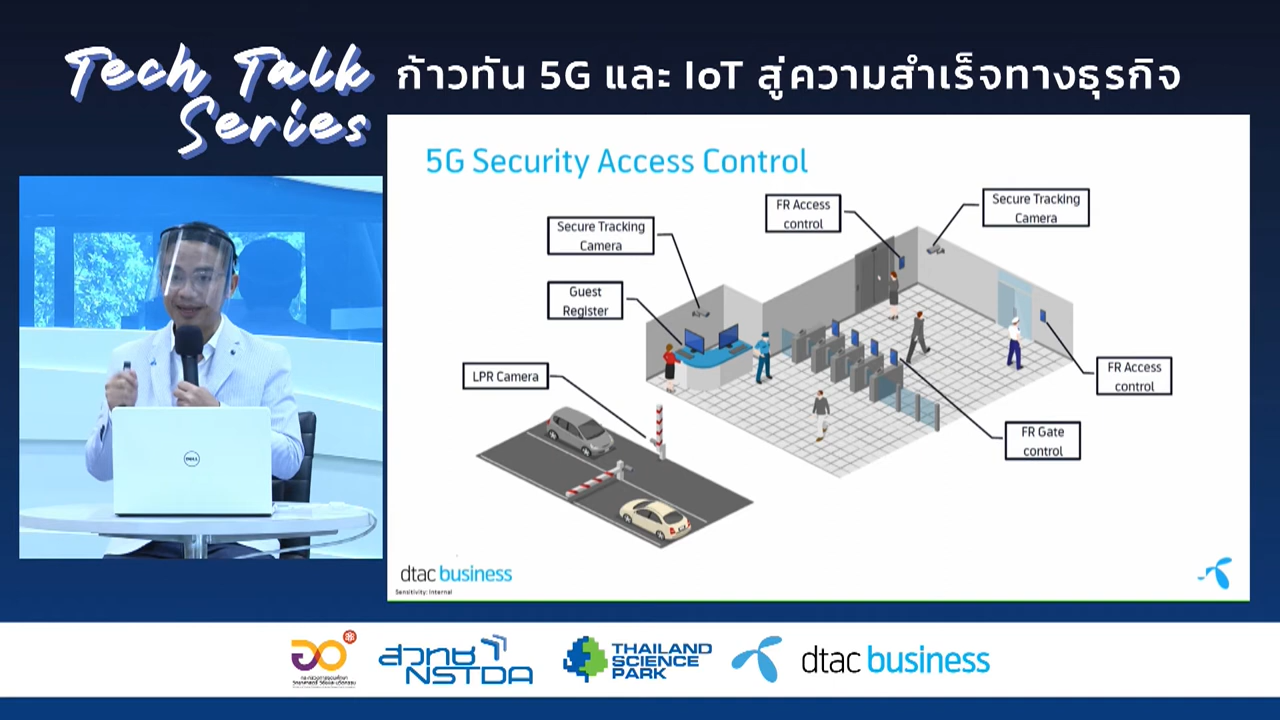 Tech Talk
Series
ก้าวทัน 5G และ IoT สู่ความสำเร็จทางธุรกิจ
5G Security Access Control
Secure Tracking
Camera
FR Access
control
Secure Tracking
Camera
Guest
Register
LPR Camera
FR Access
control
FR Gate
control
DELL
dtac business
Sensitivity: Internal
สวทช
NSTDA
THAILAND
SCIENCE
PARK
dtac business